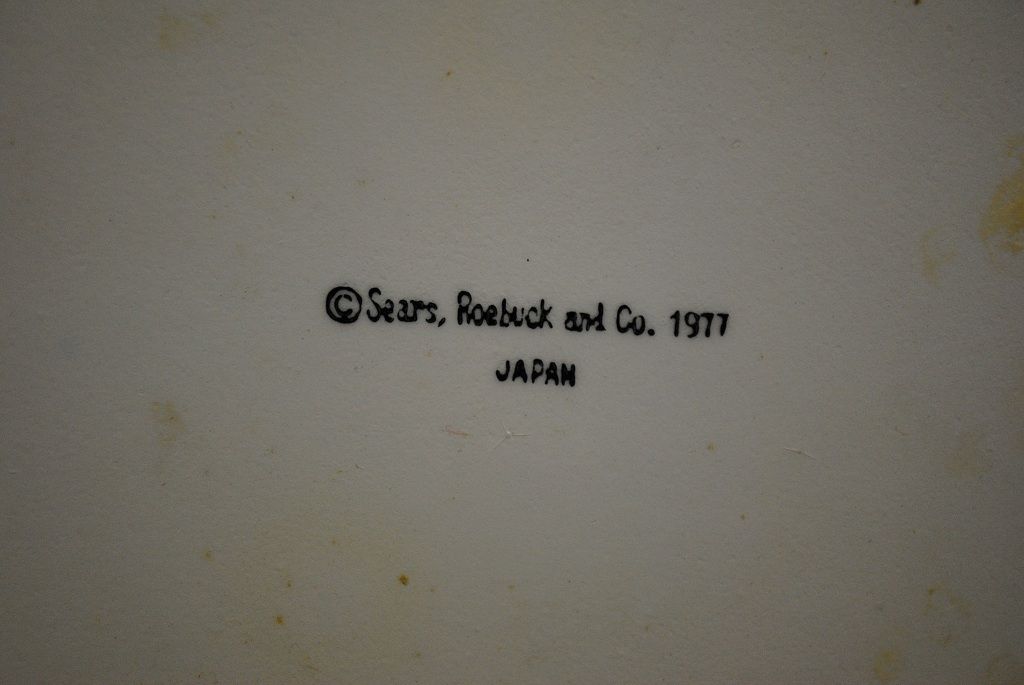 ©Sears, Roebuck and Co. 1977
JAPAN